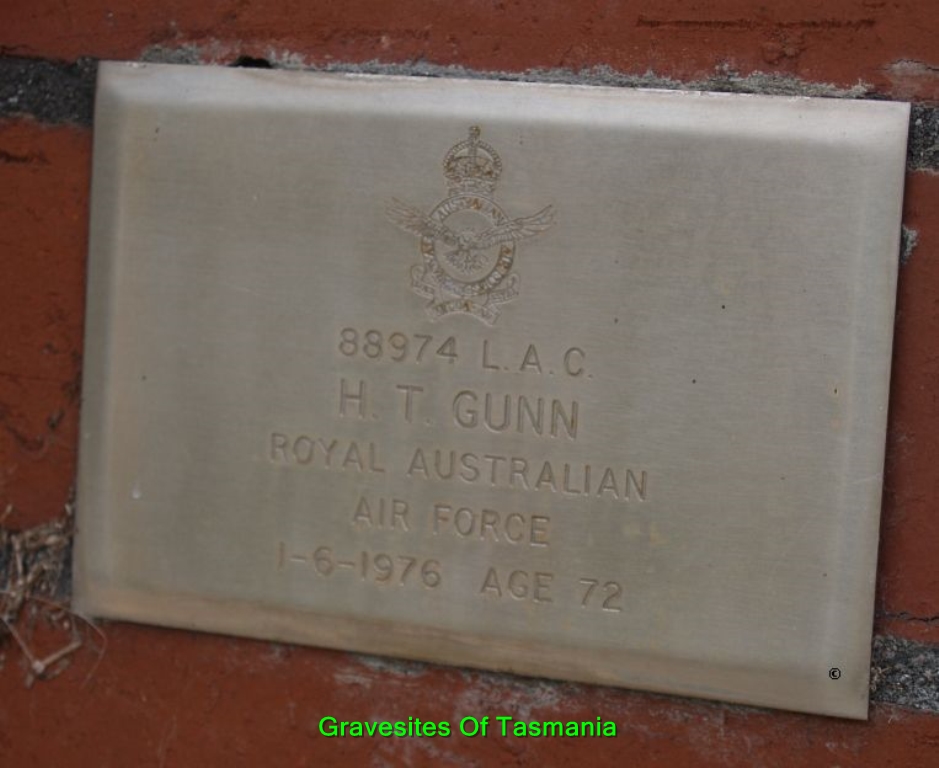 88974 L.A.C.
H. T. GUNN
ROYAL AUSTRALIAN
AIR FORCE
1-6-1976 AGE 72
©
Gravesites Of Tasmania